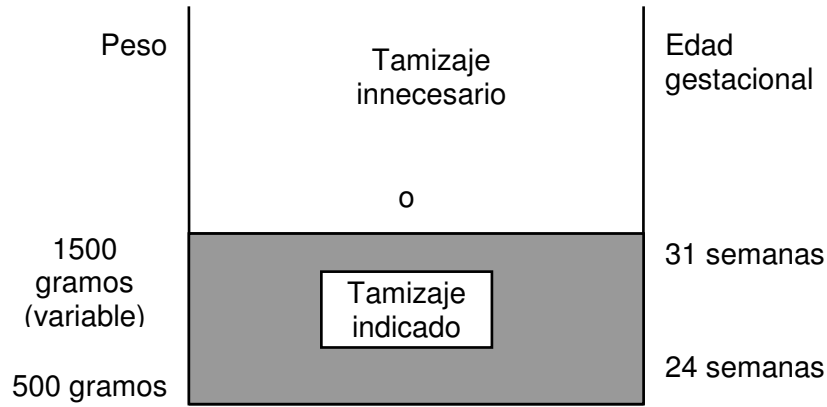 Peso
Tamizaje
innecesario
Edad
gestacional
o
1500
gramos
(variable)
31 semanas
Tamizaje
indicado
24 semanas
500 gramos